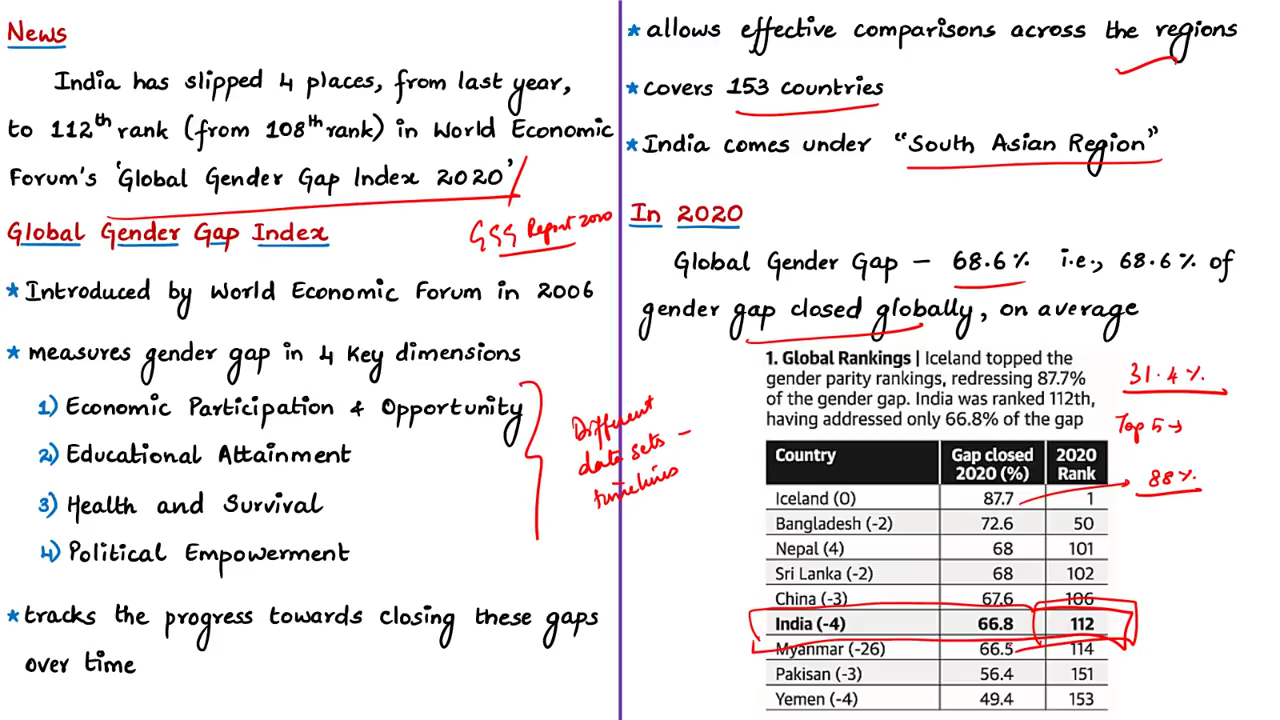 News
India has slipped 4 places, from last year,
to 112th rank (from 108th rank) in World Economic
Forum's 'Global Gender Gap Index 2020'
GGG Report 2020
Global Gender Gap Index
* Introduced by World Economic Forum in 2006
* measures gender gap in 4 key dimensions
1) Economic Participation & Opportunity
2) Educational Attainment
3) Health and Survival
4) Political Empowerment
Different
data sets -
timelines
* tracks the progress towards closing these gaps
over time
* allows effective comparisons across the regions
* covers 153 countries
* India comes under "South Asian Region"
In 2020
Global Gender Gap - 68.6% i.e., 68.6% of
gender gap closed globally, on average
1. Global Rankings | Iceland topped the
gender parity rankings, redressing 87.7%
of the gender gap. India was ranked 112th,
having addressed only 66.8% of the gap
31.4%.
Top 5 →
88%
Country Gap closed 2020 (%) 2020 Rank
Iceland (0) 87.7 1
Bangladesh (-2) 72.6 50
Nepal (4) 68 101
Sri Lanka (-2) 68 102
China (-3) 67.6 106
India (-4) 66.8 112
Myanmar (-26) 66.5 114
Pakisan (-3) 56.4 151
Yemen (-4) 49.4 153